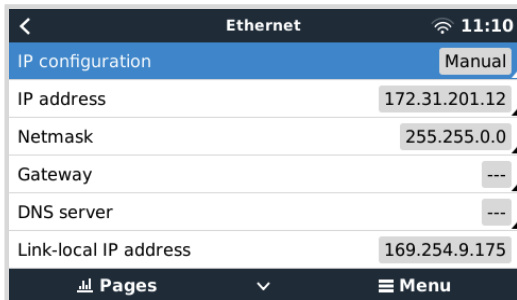 Ethernet 11:10
IP configuration Manual
IP address 172.31.201.12
Netmask 255.255.0.0
Gateway ---
DNS server ---
Link-local IP address 169.254.9.175
Pages Menu